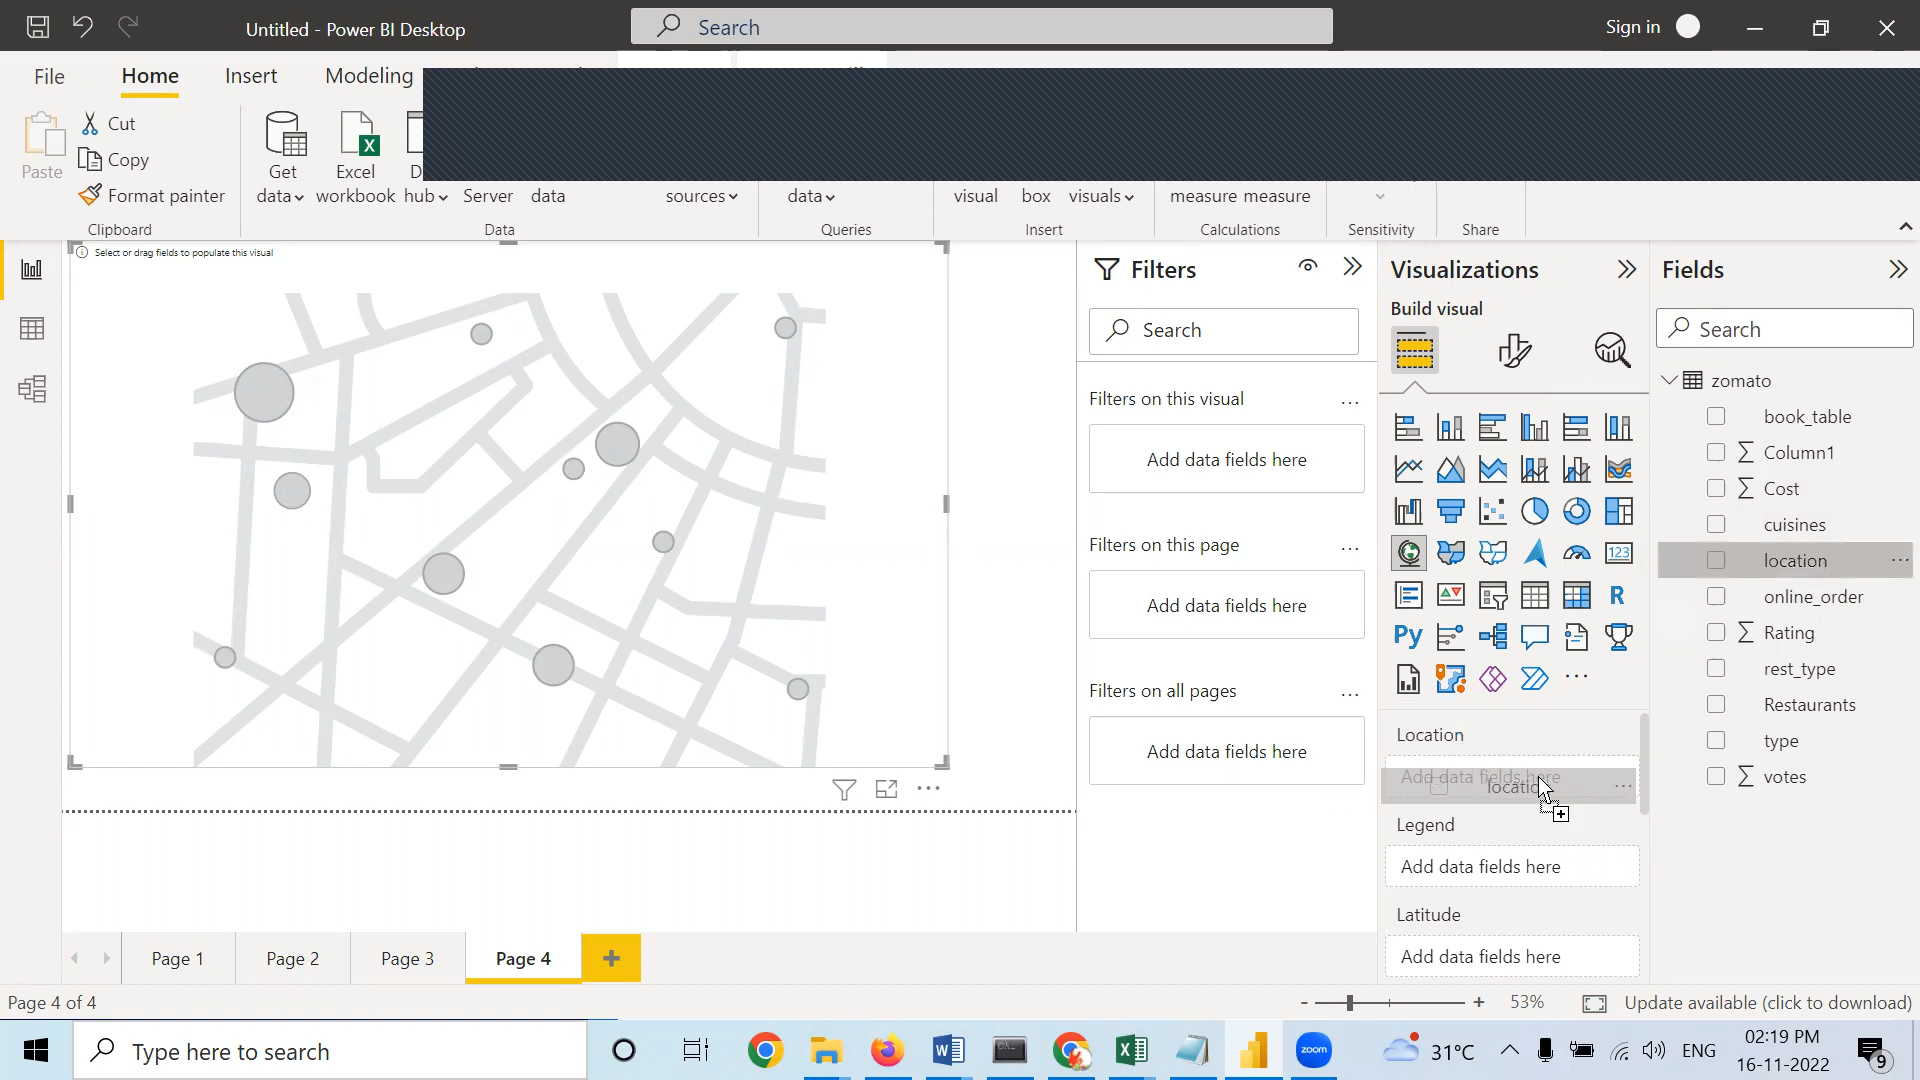 Untitled - Power BI Desktop
Search
Sign in
File
Home
Insert
Modeling
Cut
Copy
Paste
Format painter
Clipboard
Get
data
Excel
workbook
hub
Server
data
sources
Data
data
Queries
visual
box
visuals
Insert
measure measure
Calculations
Sensitivity
Share
Select or drag fields to populate this visual
Filters
Search
Filters on this visual
...
Add data fields here
Filters on this page
...
Add data fields here
Filters on all pages
...
Add data fields here
Visualizations
Build visual
123
R
Py
...
Location
Add data fields here
location
...
Legend
Add data fields here
Latitude
Add data fields here
Fields
Search
zomato
book_table
Σ Column1
Σ Cost
cuisines
location
...
online_order
Σ Rating
rest_type
Restaurants
type
Σ votes
Page 1
Page 2
Page 3
Page 4
+
Page 4 of 4
- + 53%
Update available (click to download)
Type here to search
zoom
31°C
ENG
02:19 PM
16-11-2022
9